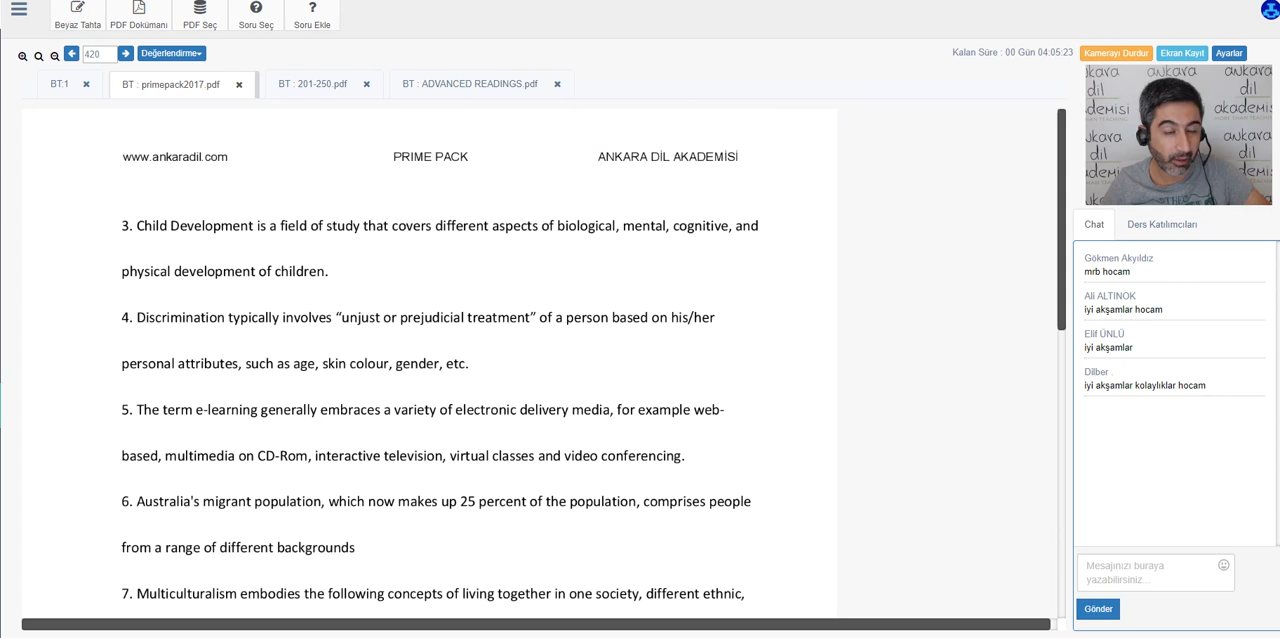 Beyaz Tahta
PDF Dokümanı
PDF Seç
Soru Seç
Soru Ekle
420
Değerlendirme
Kalan Süre : 00 Gün 04:05:23
Kamerayı Durdur
Ekran Kayıt
Ayarlar
BT.1
BT : primepack2017.pdf
BT : 201-250.pdf
BT : ADVANCED READINGS.pdf
www.ankaradil.com
PRIME PACK
ANKARA DİL AKADEMİSİ
3. Child Development is a field of study that covers different aspects of biological, mental, cognitive, and
physical development of children.
4. Discrimination typically involves “unjust or prejudicial treatment” of a person based on his/her
personal attributes, such as age, skin colour, gender, etc.
5. The term e-learning generally embraces a variety of electronic delivery media, for example web-
based, multimedia on CD-Rom, interactive television, virtual classes and video conferencing.
6. Australia's migrant population, which now makes up 25 percent of the population, comprises people
from a range of different backgrounds
7. Multiculturalism embodies the following concepts of living together in one society, different ethnic,
ankara
dil
akademisi
Chat
Ders Katılımcıları
Gökmen Akyıldız
mrb hocam
Ali ALTINOK
iyi akşamlar hocam
Elif ÜNLÜ
iyi akşamlar
Dilber .
iyi akşamlar kolaylıklar hocam
Mesajınızı buraya
yazabilirsiniz...
Gönder